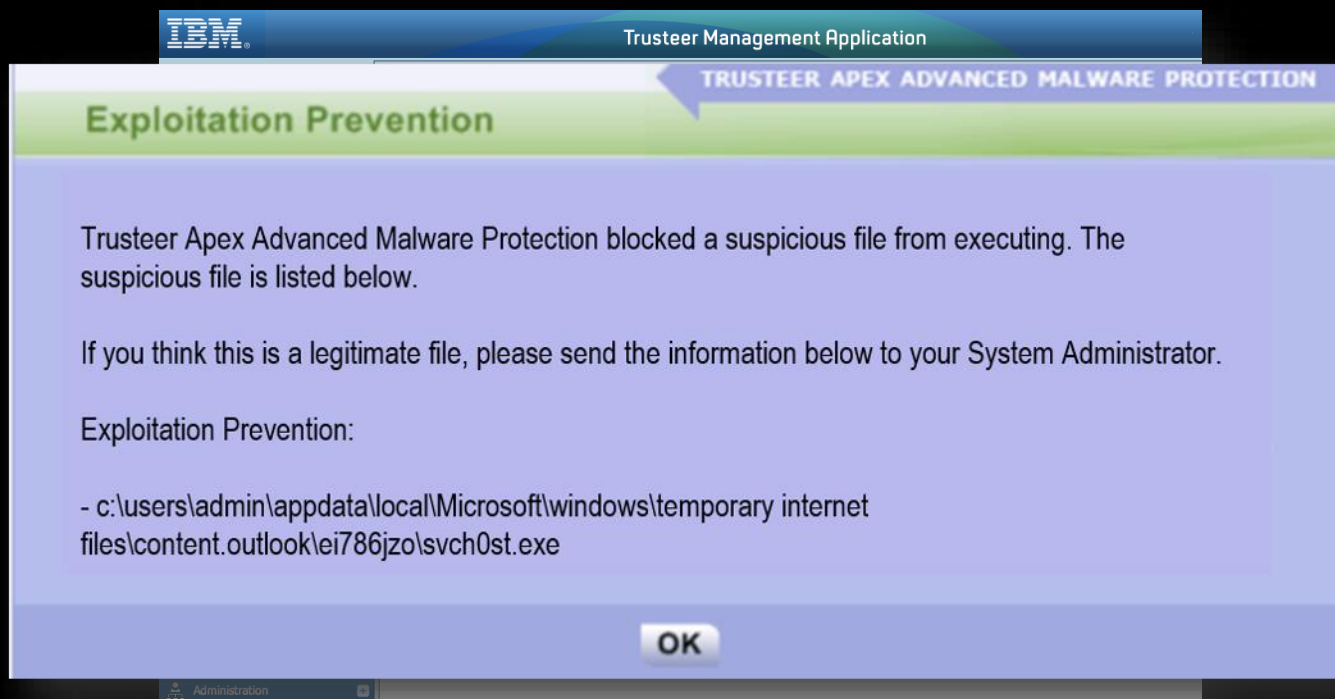 IBM®
Trusteer Management Application
TRUSTEER APEX ADVANCED MALWARE PROTECTION
Exploitation Prevention
Trusteer Apex Advanced Malware Protection blocked a suspicious file from executing. The
suspicious file is listed below.
If you think this is a legitimate file, please send the information below to your System Administrator.
Exploitation Prevention:
- c:\users\admin\appdata\local\Microsoft\windows\temporary internet
files\content.outlook\ei786jzo\svch0st.exe
OK
Administration